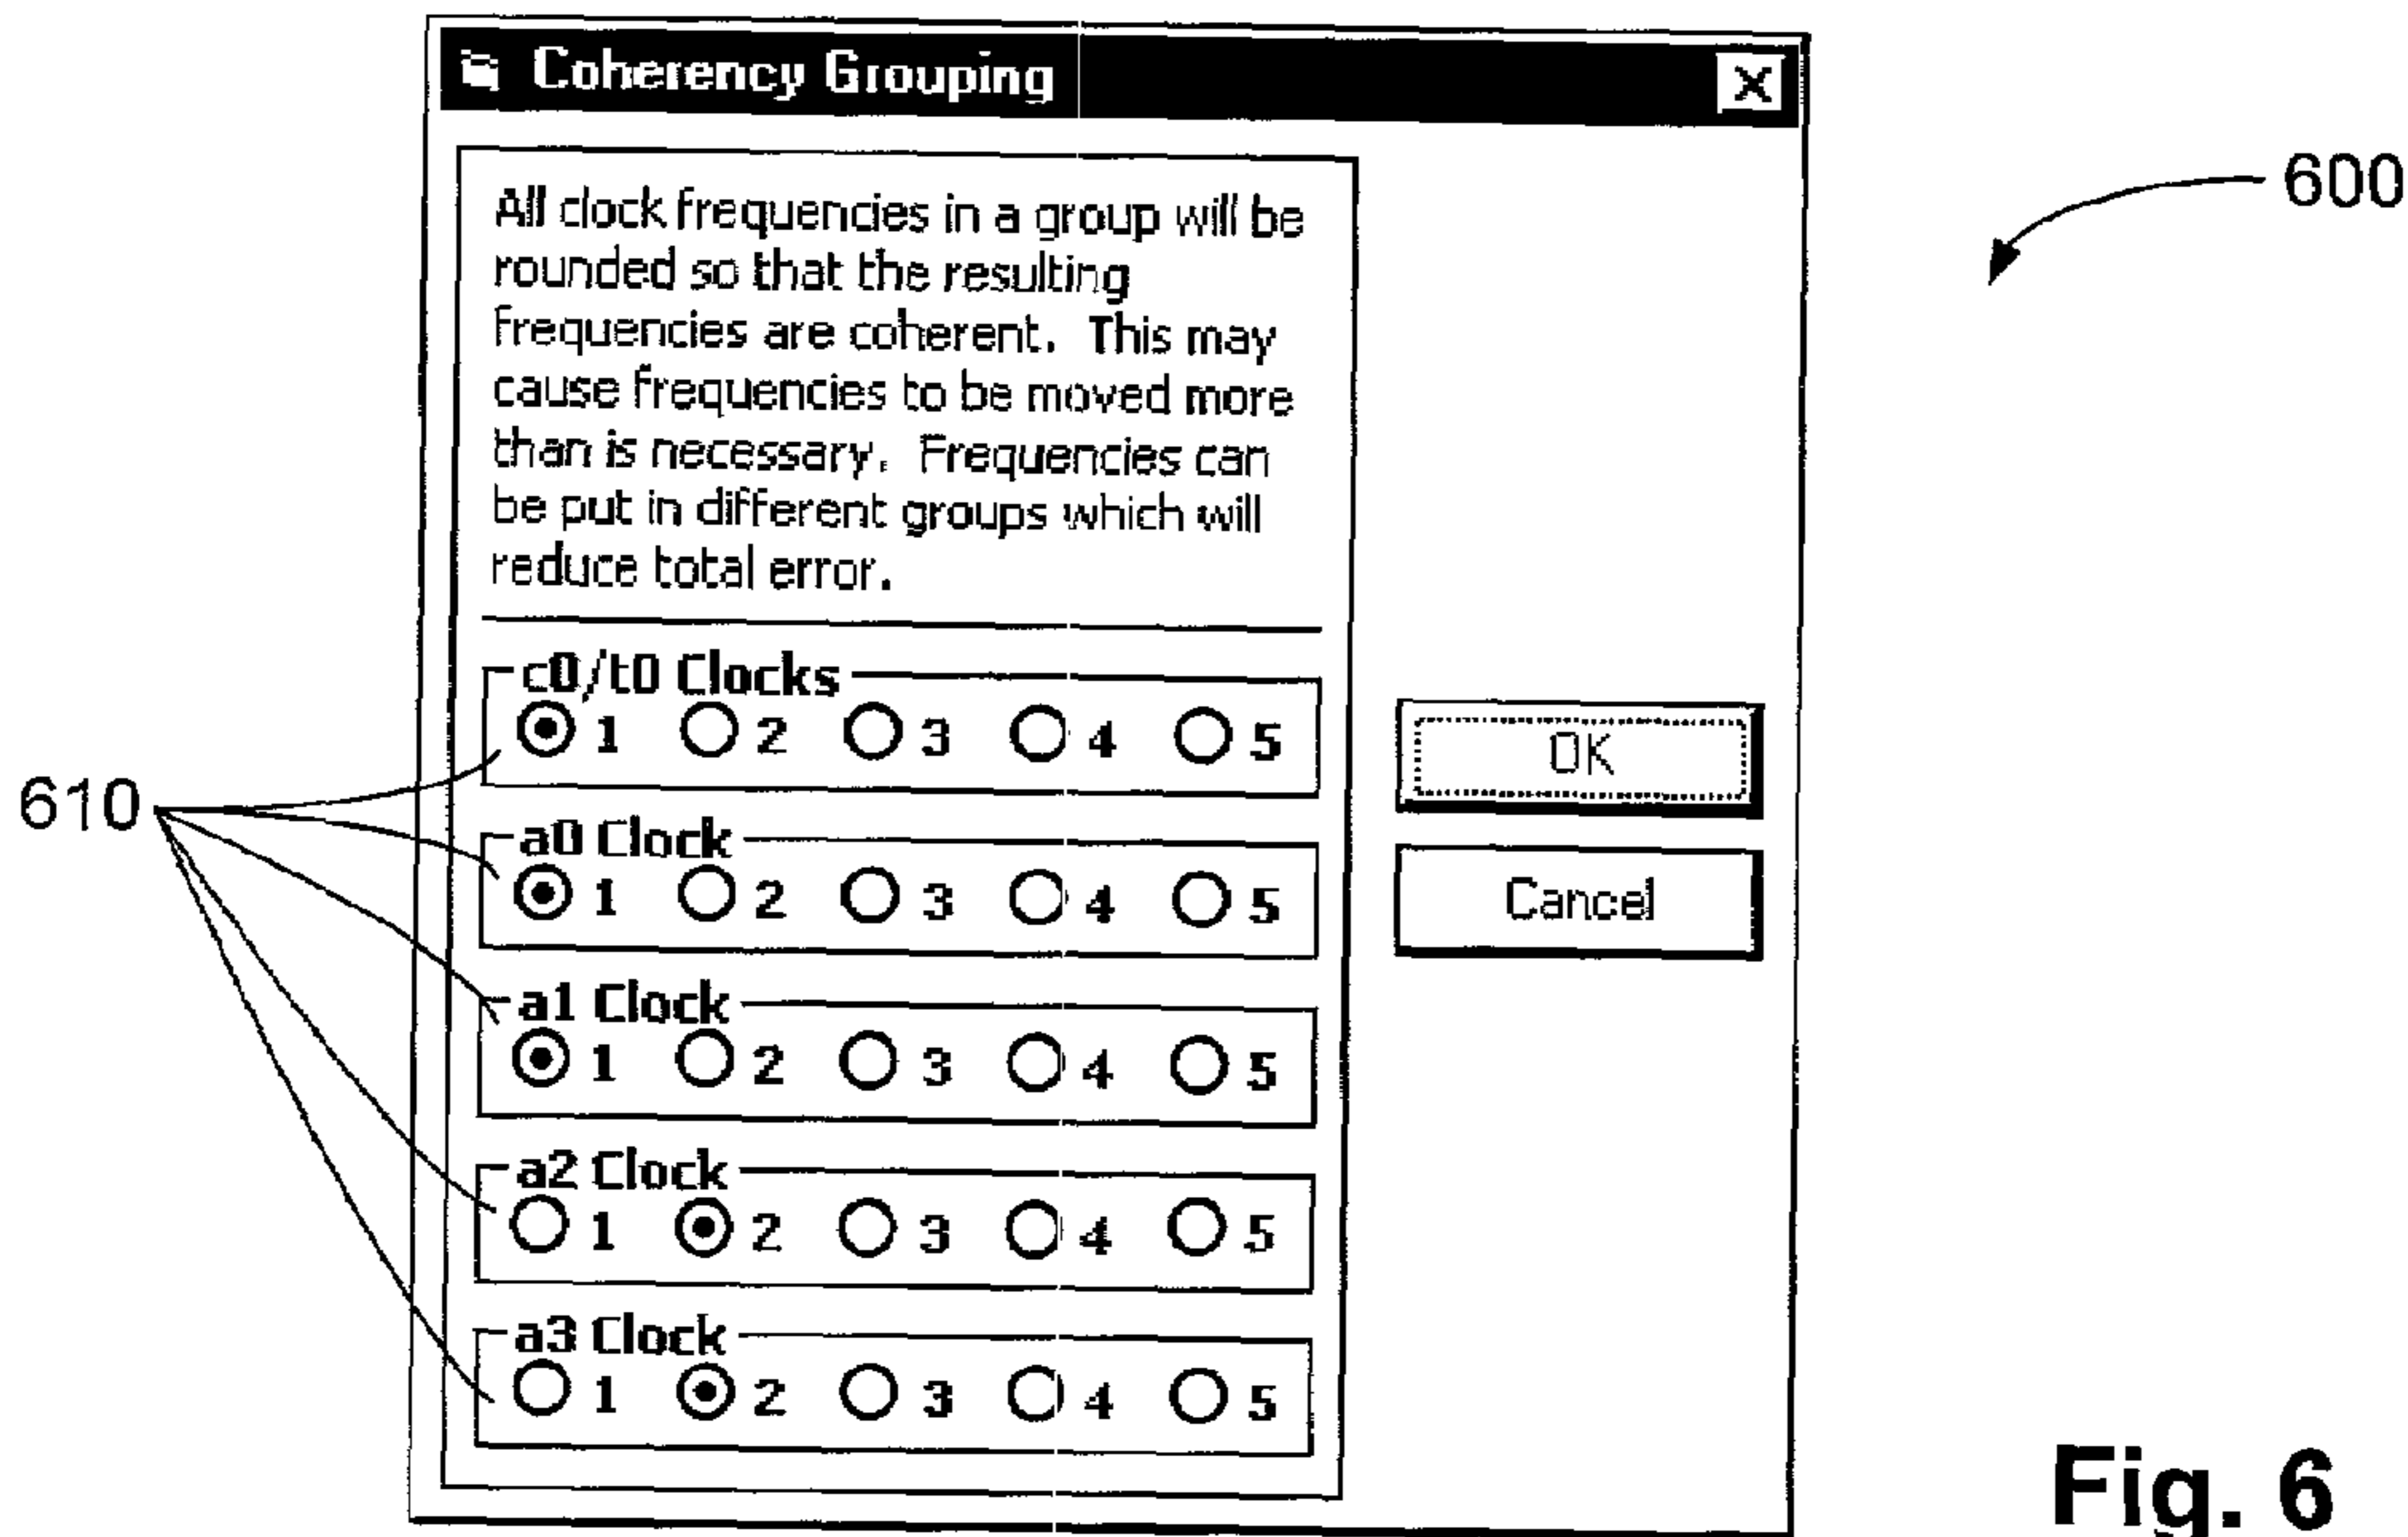 Coherency Grouping
600
All clock frequencies in a group will be
rounded so that the resulting
frequencies are coherent. This may
cause frequencies to be moved more
than is necessary. Frequencies can
be put in different groups which will
reduce total error.
c0/t0 Clocks
1 2 3 4 5
OK
610
a0 Clock
1 2 3 4 5
Cancel
a1 Clock
1 2 3 4 5
a2 Clock
1 2 3 4 5
a3 Clock
1 2 3 4 5
Fig. 6